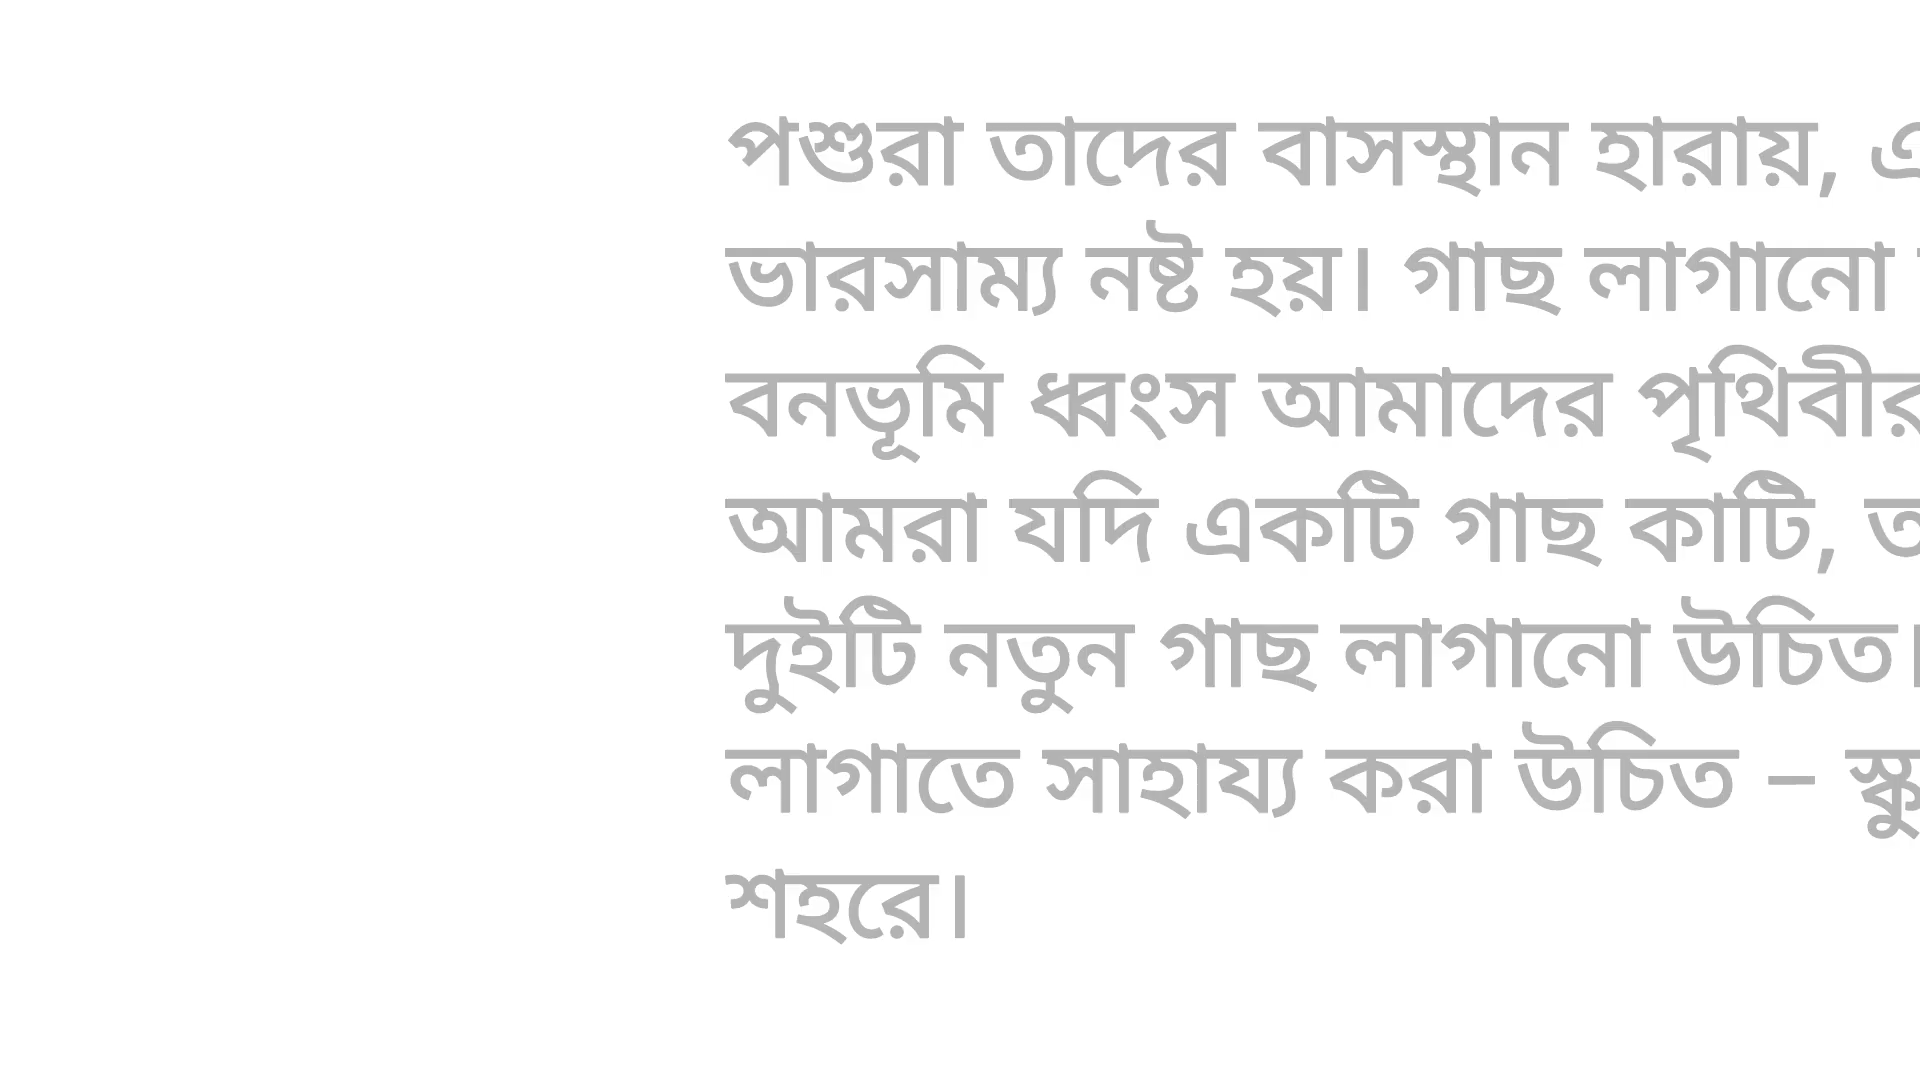 পশুরা তাদের বাসস্থান হারায়,
ভারসাম্য নষ্ট হয়। গাছ লাগানো
বনভূমি ধ্বংস আমাদের পৃথিবীর
আমরা যদি একটি গাছ কাটি,
দুইটি নতুন গাছ লাগানো উচিত।
লাগাতে সাহায্য করা উচিত –
শহরে।